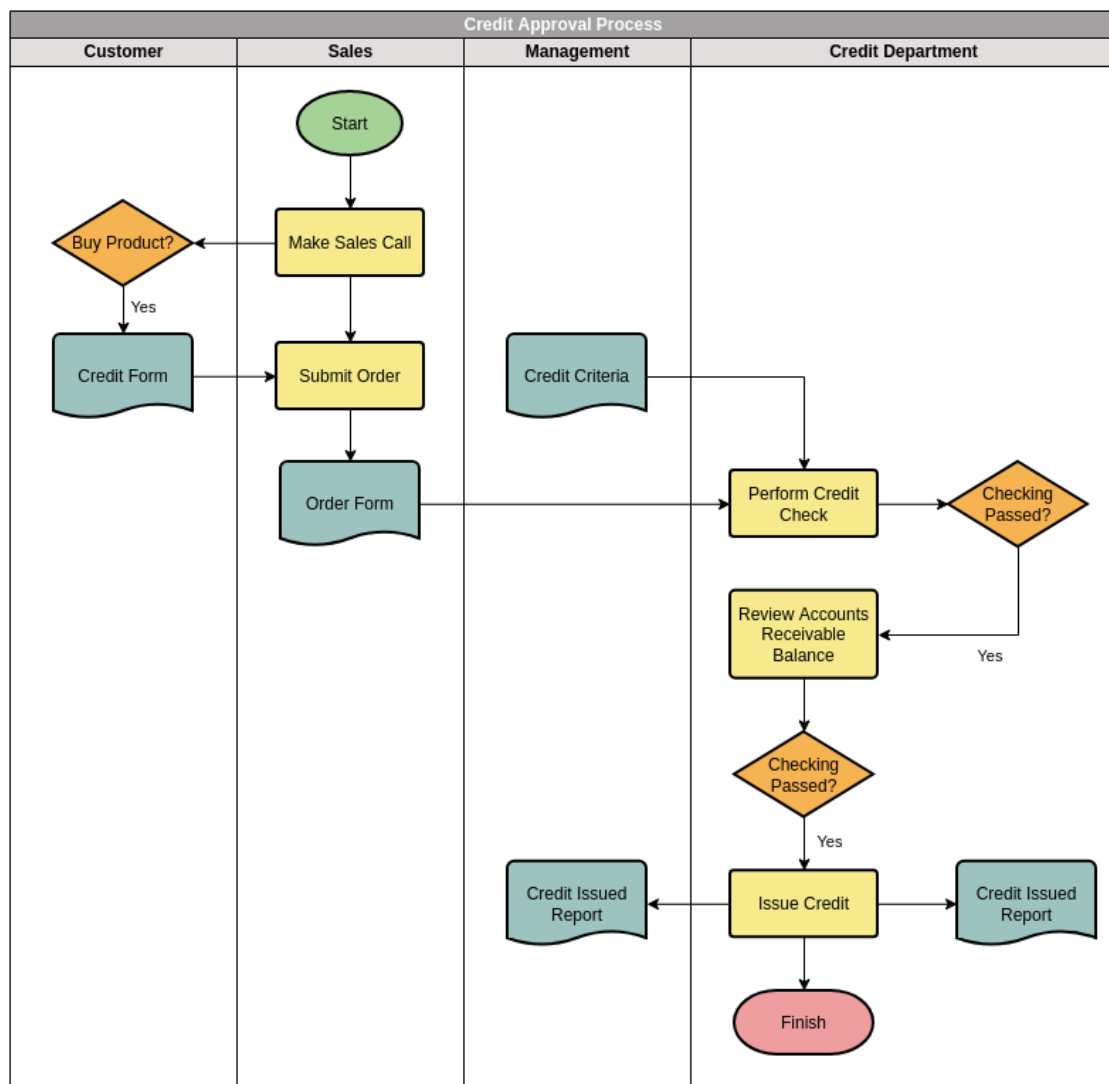 Credit Approval Process
Customer
Sales
Management
Credit Department
Start
Buy Product?
Make Sales Call
Yes
Credit Form
Submit Order
Credit Criteria
Order Form
Perform Credit
Check
Checking
Passed?
Review Accounts
Receivable
Balance
Yes
Checking
Passed?
Yes
Credit Issued
Report
Issue Credit
Credit Issued
Report
Finish